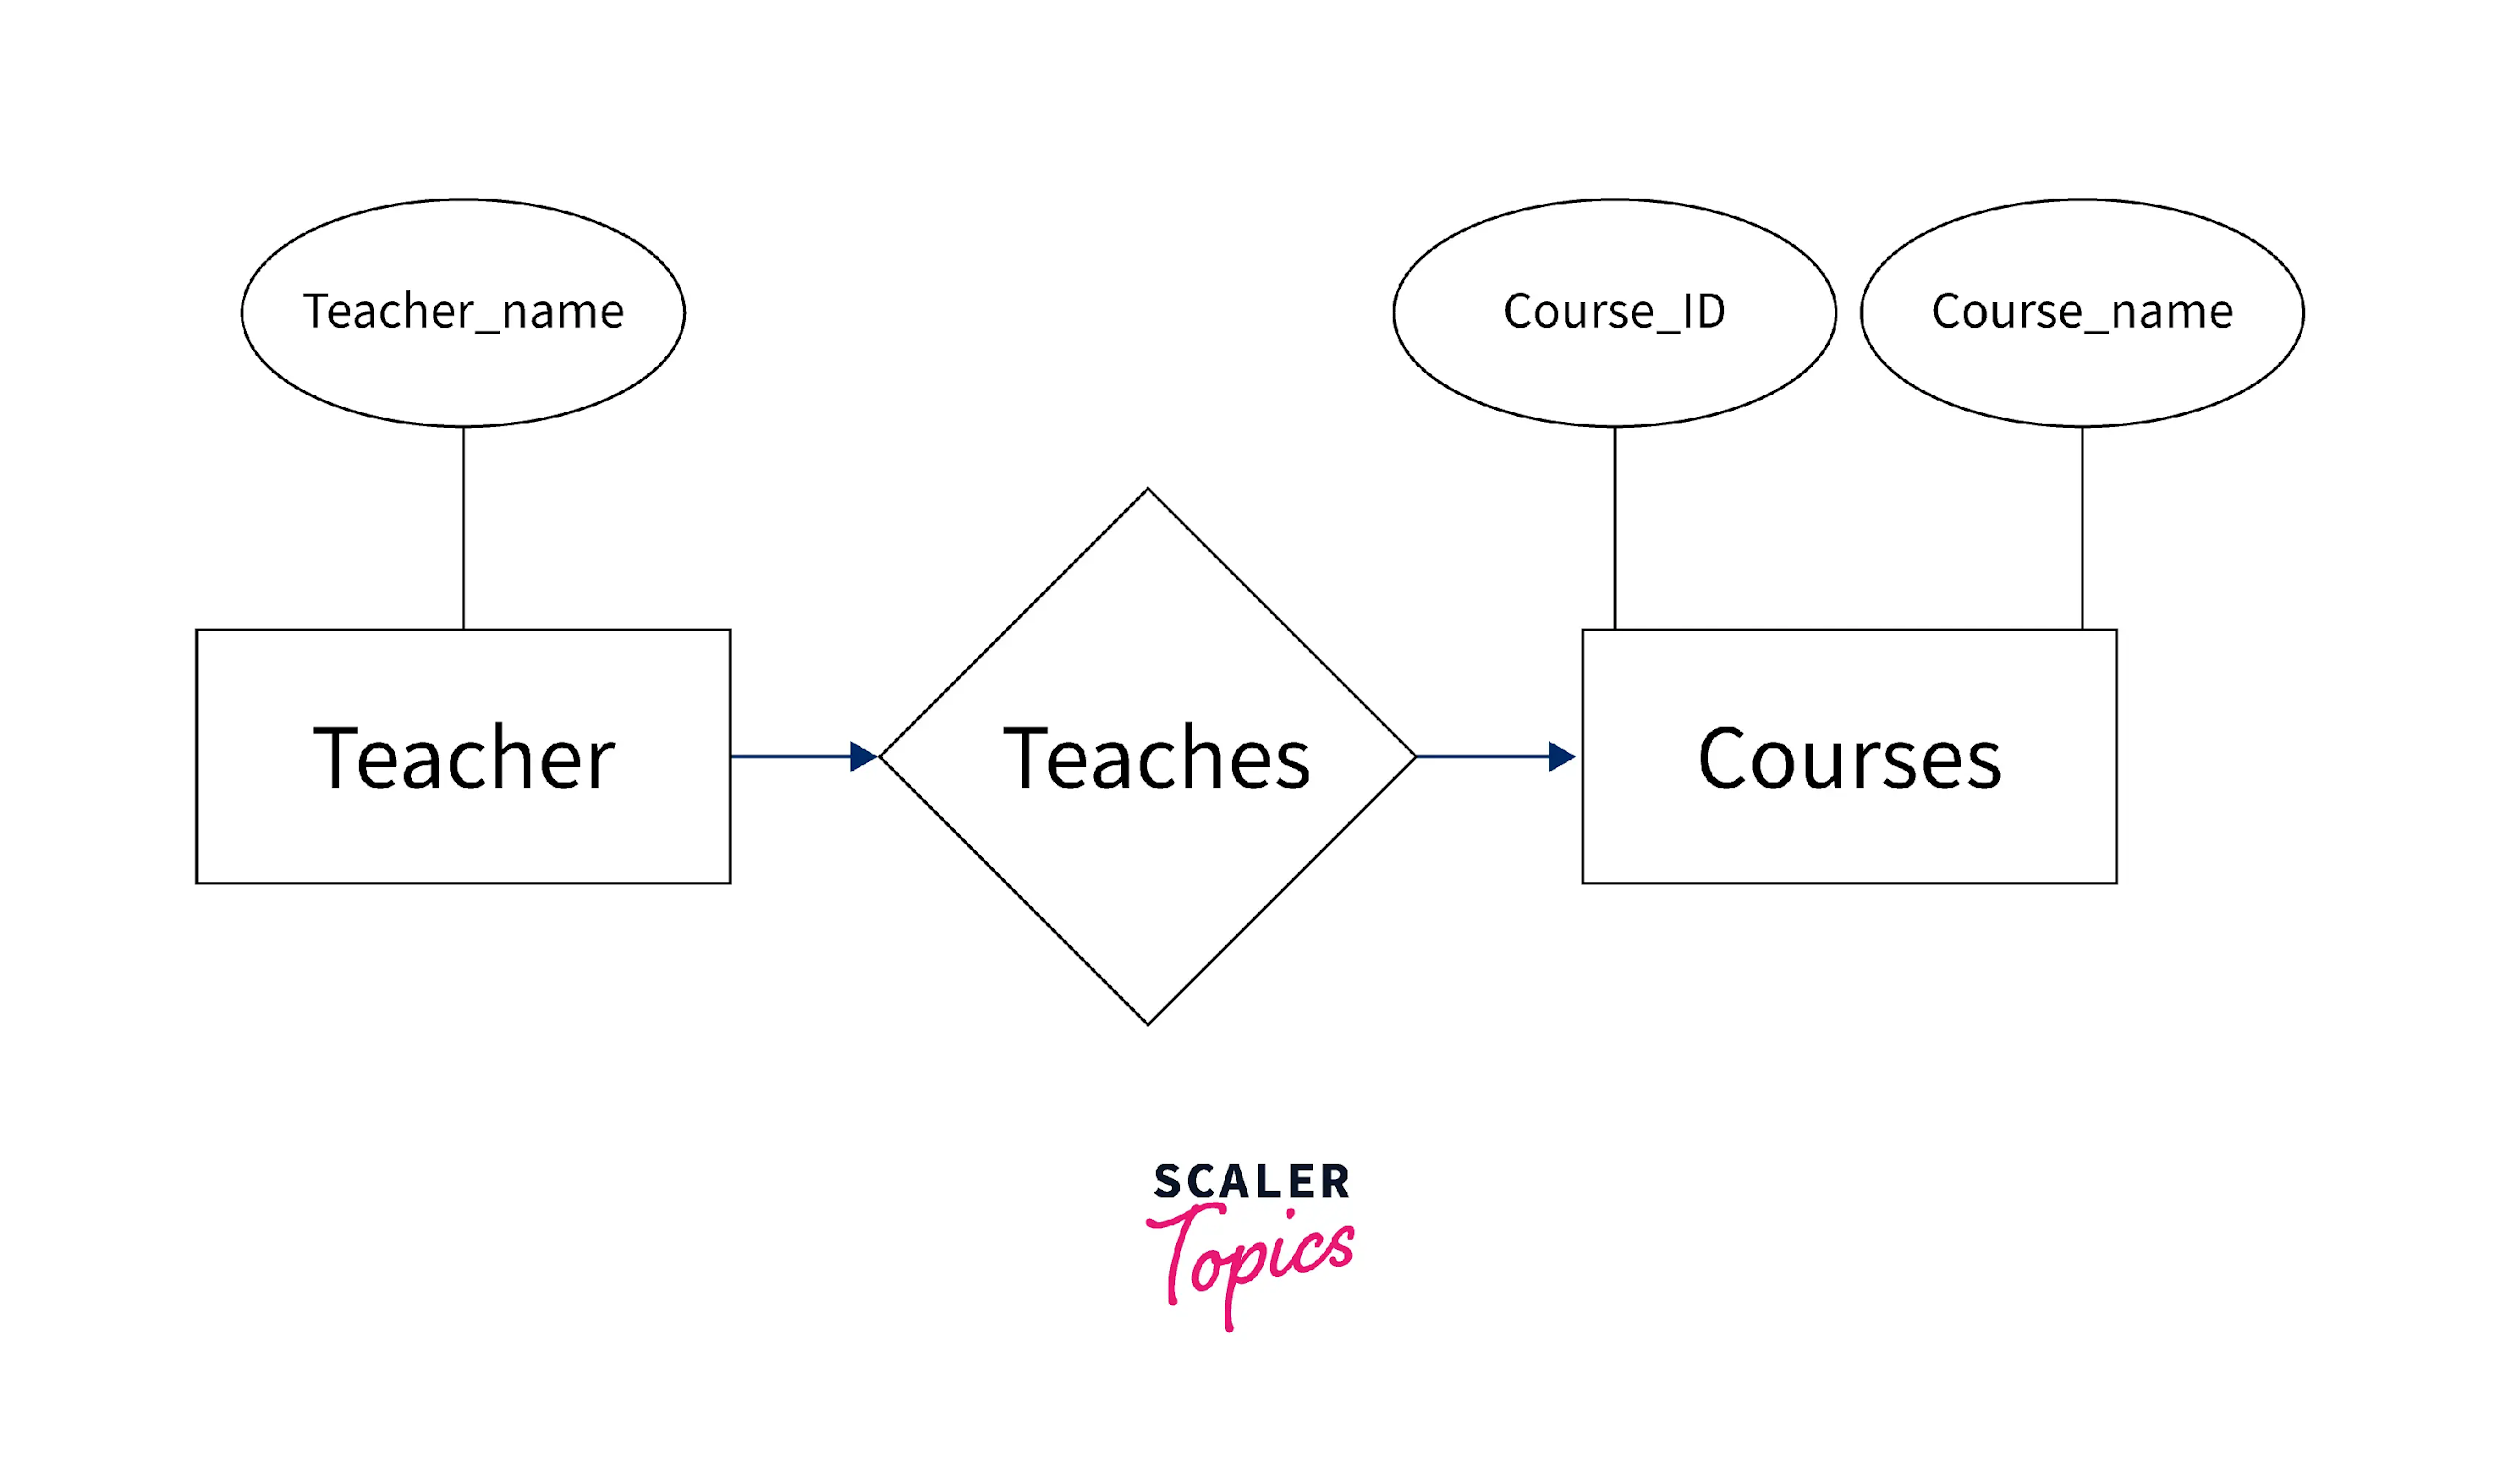 Teacher_name
Course_ID
Course_name
Teacher
Teaches
Courses
SCALER
Topics